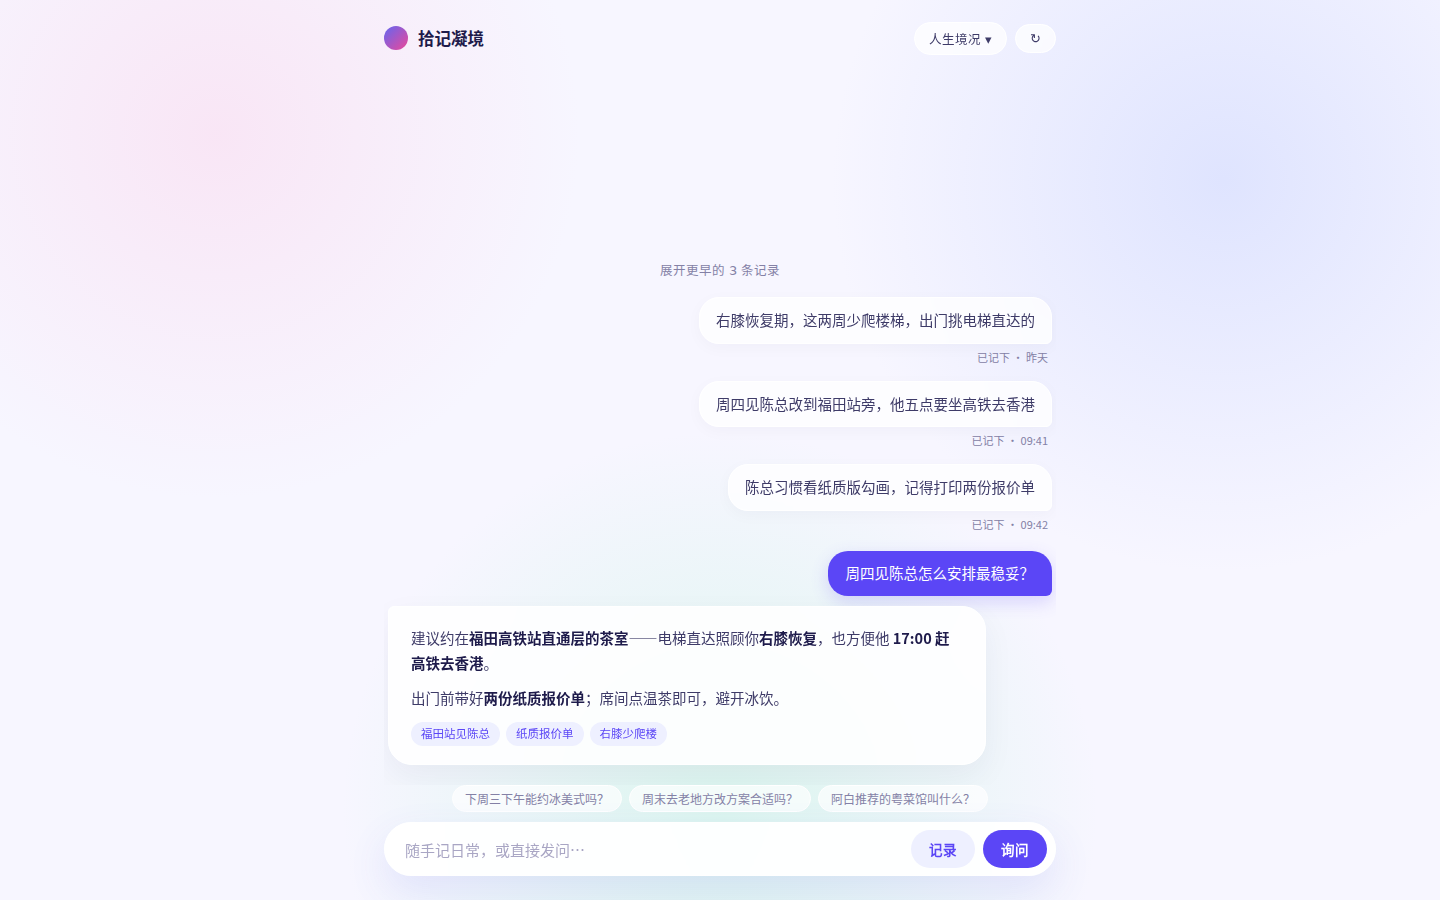 拾记凝境
人生境况 ▾
↻
展开更早的 3 条记录
右膝恢复期，这两周少爬楼梯，出门挑电梯直达的
已记下 · 昨天
周四见陈总改到福田站旁，他五点要坐高铁去香港
已记下 · 09:41
陈总习惯看纸质版勾画，记得打印两份报价单
已记下 · 09:42
周四见陈总怎么安排最稳妥？
建议约在福田高铁站直通层的茶室——电梯直达照顾你右膝恢复，也方便他 17:00 赶
高铁去香港。
出门前带好两份纸质报价单；席间点温茶即可，避开冰饮。
福田站见陈总 纸质报价单 右膝少爬楼
下周三下午能约冰美式吗？ 周末去老地方改方案合适吗？ 阿白推荐的粤菜馆叫什么？
随手记日常，或直接发问…
记录 询问